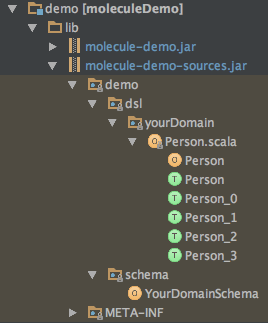 demo [moleculeDemo]
lib
molecule-demo.jar
molecule-demo-sources.jar
demo
dsl
yourDomain
Person.scala
O Person
T Person
T Person_0
T Person_1
T Person_2
T Person_3
schema
O YourDomainSchema
META-INF